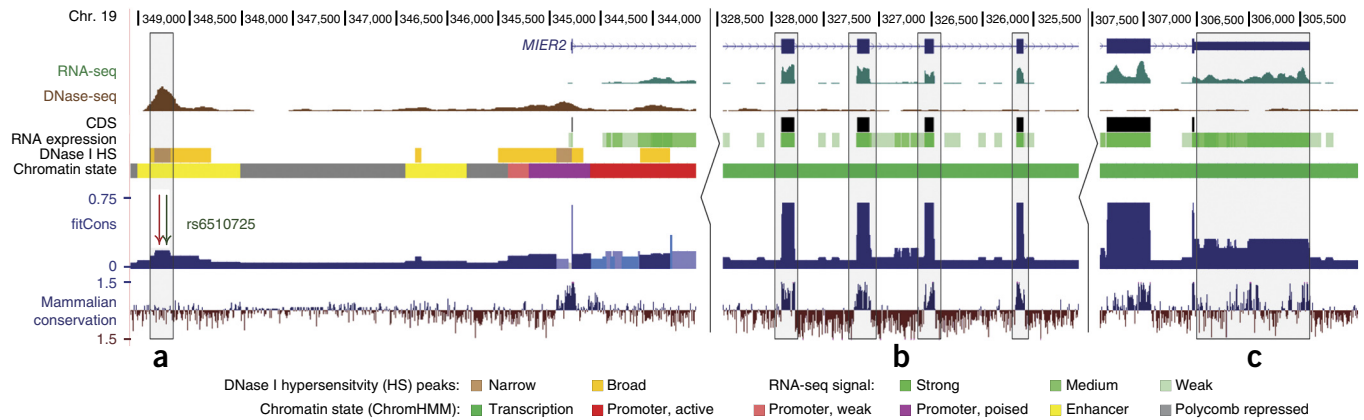 Chr. 19 349,000 348,500 348,000 347,500 347,000 346,500 346,000 345,500 345,000 344,500 344,000 328,500 328,000 327,500 327,000 326,500 326,000 325,500 307,500 307,000 306,500 306,000 305,500
MIER2
RNA-seq
DNase-seq
CDS
RNA expression
DNase I HS
Chromatin state
0.75
fitCons
rs6510725
0
1.5
Mammalian
conservation
1.5
a b c
DNase I hypersensitvity (HS) peaks: Narrow Broad RNA-seq signal: Strong Medium Weak
Chromatin state (ChromHMM): Transcription Promoter, active Promoter, weak Promoter, poised Enhancer Polycomb repressed